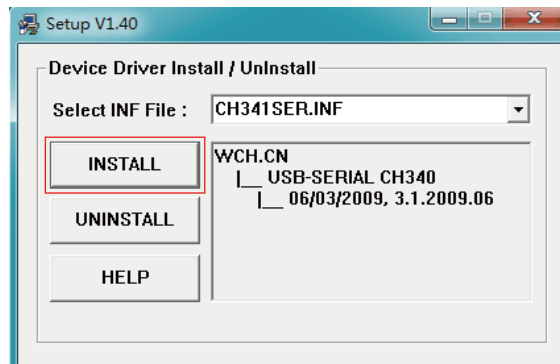 Setup V1.40
Device Driver Install / UnInstall
Select INF File : CH341SER.INF
INSTALL
UNINSTALL
HELP
WCH.CN
|__ USB-SERIAL CH340
|__ 06/03/2009, 3.1.2009.06